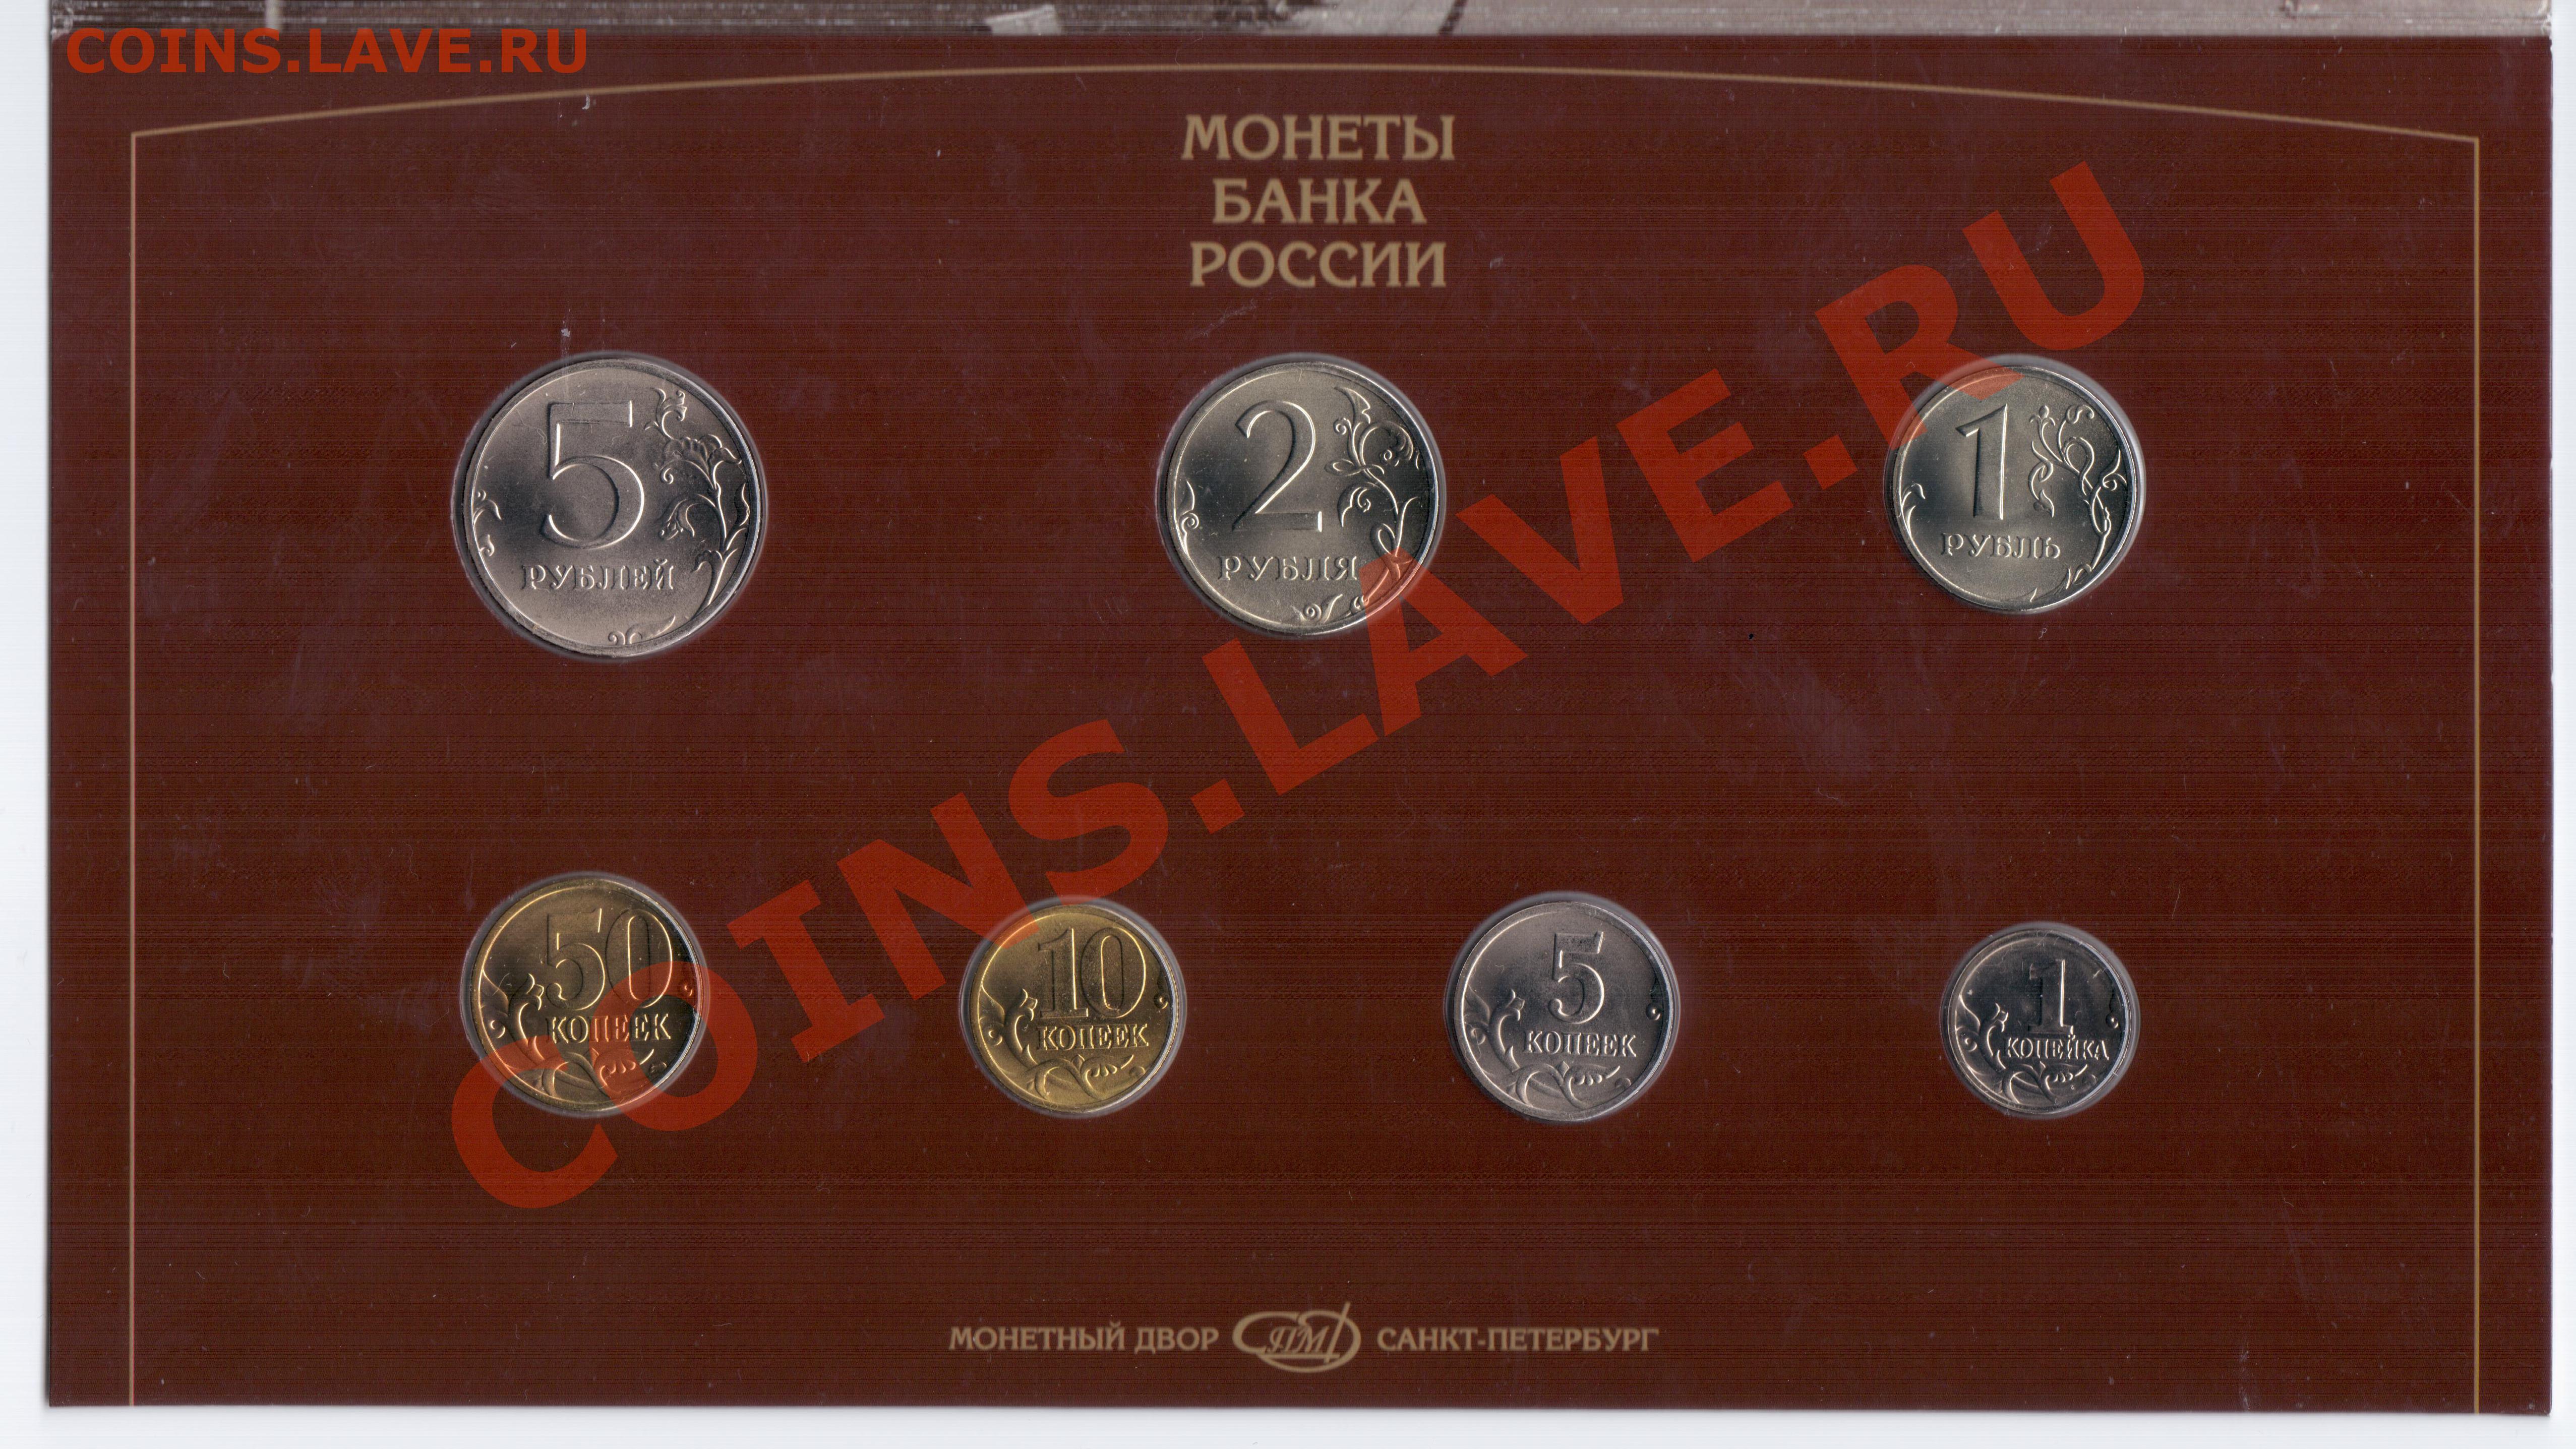 COINS.LAVE.RU
МОНЕТЫ
БАНКА
РОССИИ
5
РУБЛЕЙ
2
РУБЛЯ
1
РУБЛЬ
COINS.LAVE.RU
50
КОПЕЕК
10
КОПЕЕК
5
КОПЕЕК
1
КОПЕЙКА
МОНЕТНЫЙ ДВОР СПМД САНКТ-ПЕТЕРБУРГ